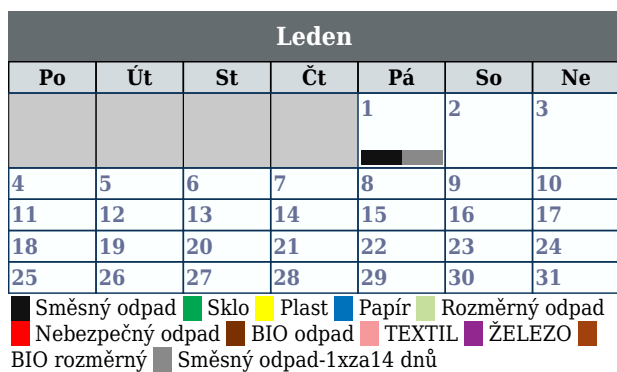 Leden
Po Út St Čt Pá So Ne
1 2 3
4 5 6 7 8 9 10
11 12 13 14 15 16 17
18 19 20 21 22 23 24
25 26 27 28 29 30 31
Směsný odpad Sklo Plast Papír Rozměrný odpad
Nebezpečný odpad BIO odpad TEXTIL ŽELEZO
BIO rozměrný Směsný odpad-1xza14 dnů